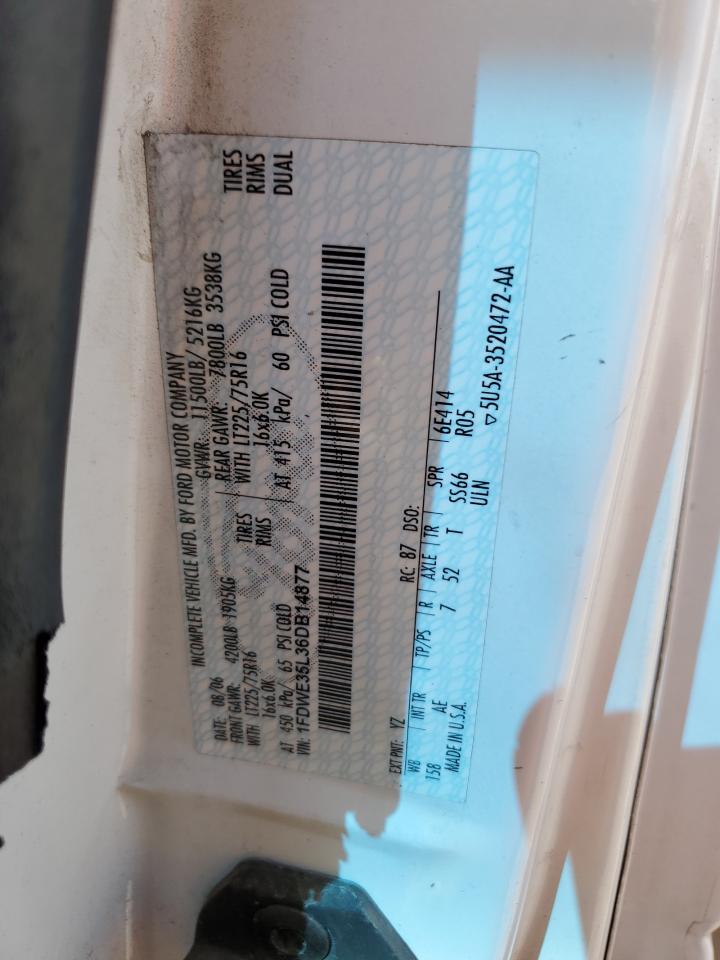 INCOMPLETE VEHICLE MFD. BY FORD MOTOR COMPANY
DATE: 08/06 GVWR: 11500LB/ 5216KG
FRONT GAWR: 4200LB 1905KG REAR GAWR: 7800LB 3538KG
WITH LT225/75R16 TIRES WITH LT225/75R16 TIRES
16x6.0K RIMS 16x6.0K RIMS
AT 450 kPa/ 65 PSI COLD AT 415 kPa/ 60 PSI COLD DUAL
VIN: 1FDWE35L36DB14877
EXT PNT: YZ RC: 87 DSO:
WB INT TR TP/PS R AXLE TR SPR
158 AE 7 52 T SS66 6E414
MADE IN U.S.A. ULN R05
▽5U5A-3520472-AA